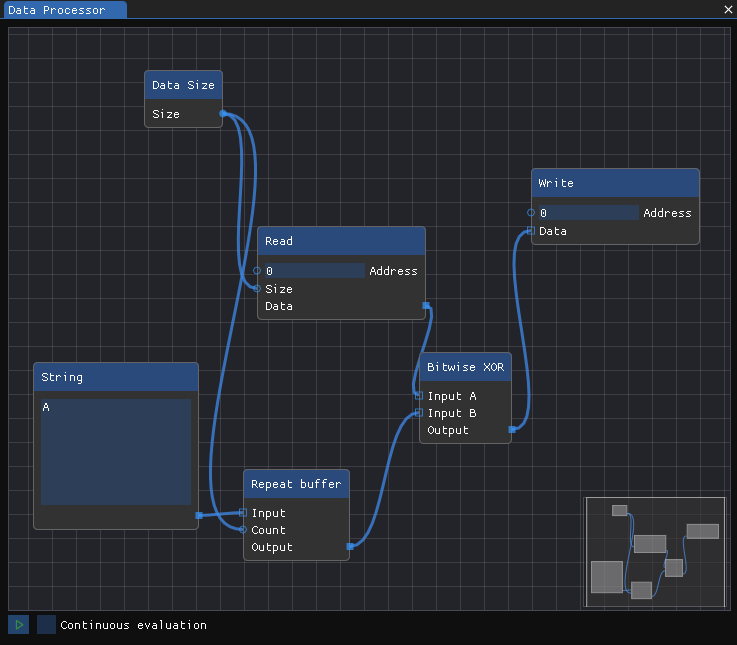 Data Processor
Data Size
Size
Write
0 Address
Data
Read
0 Address
Size
Data
Bitwise XOR
Input A
Input B
Output
String
A
Repeat buffer
Input
Count
Output
Continuous evaluation